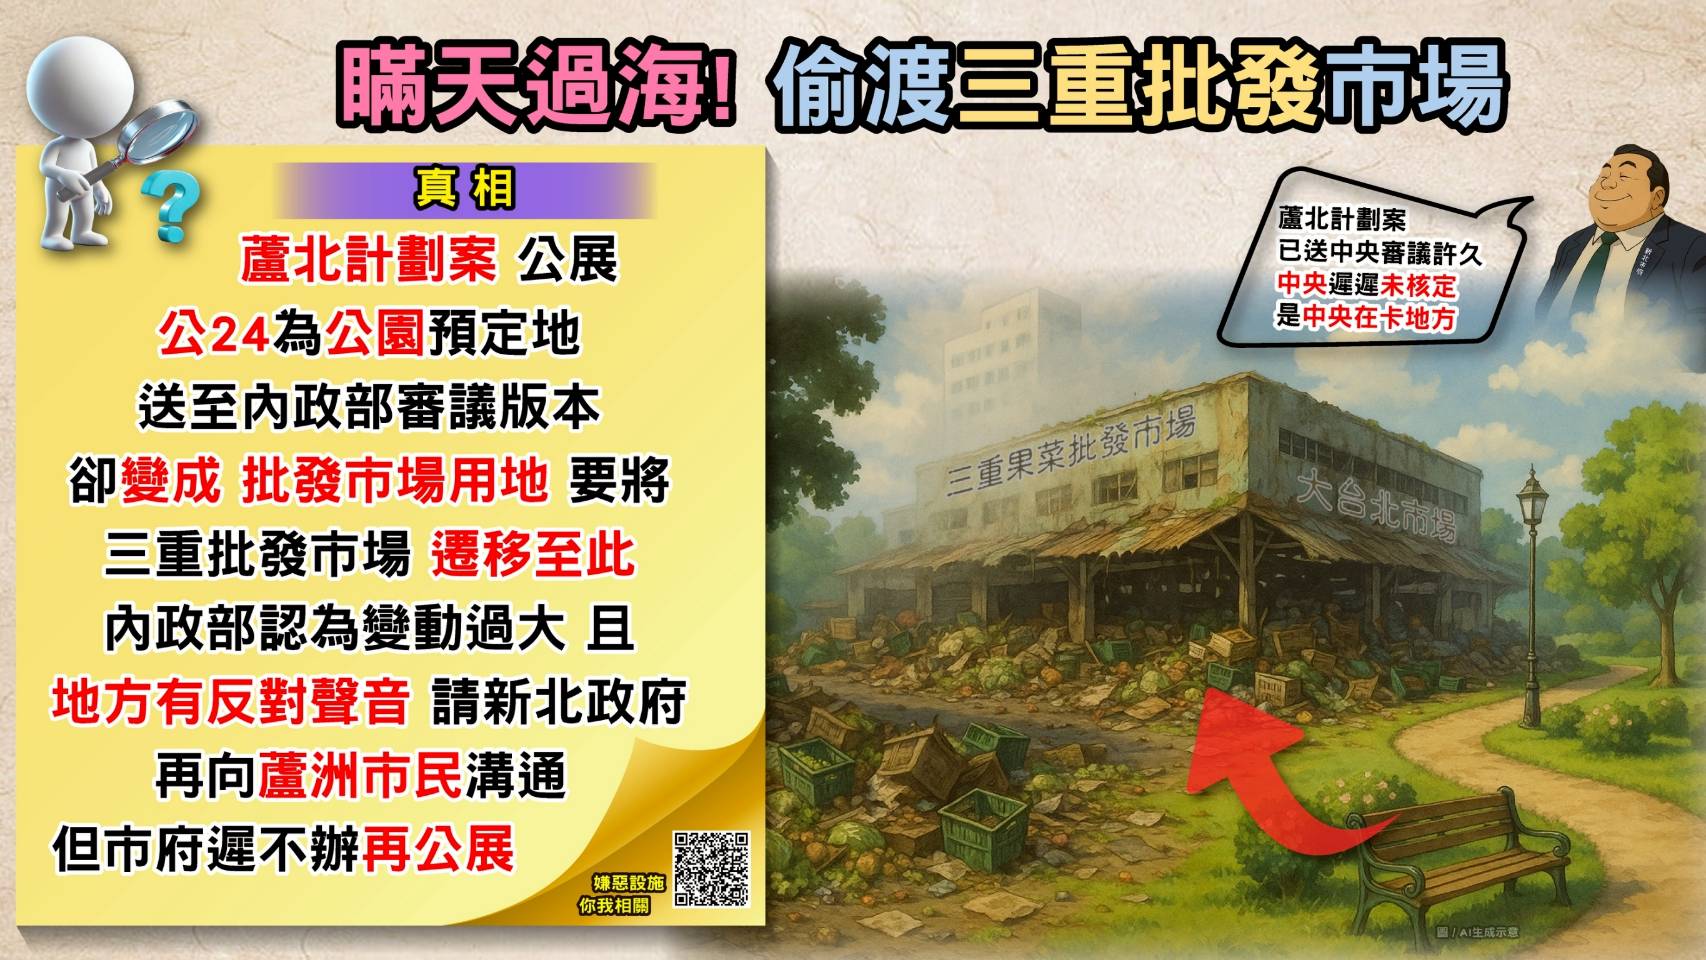 瞞天過海! 偷渡三重批發市場
真相
蘆北計劃案 公展
公24為公園預定地
送至內政部審議版本
卻變成 批發市場用地 要將
三重批發市場 遷移至此
內政部認為變動過大 且
地方有反對聲音 請新北政府
再向蘆洲市民溝通
但市府遲不辦再公展
嫌惡設施
你我相關
蘆北計劃案
已送中央審議許久
中央遲遲未核定
是中央在卡地方
三重果菜批發市場
大台北市場
圖/AI生成示意